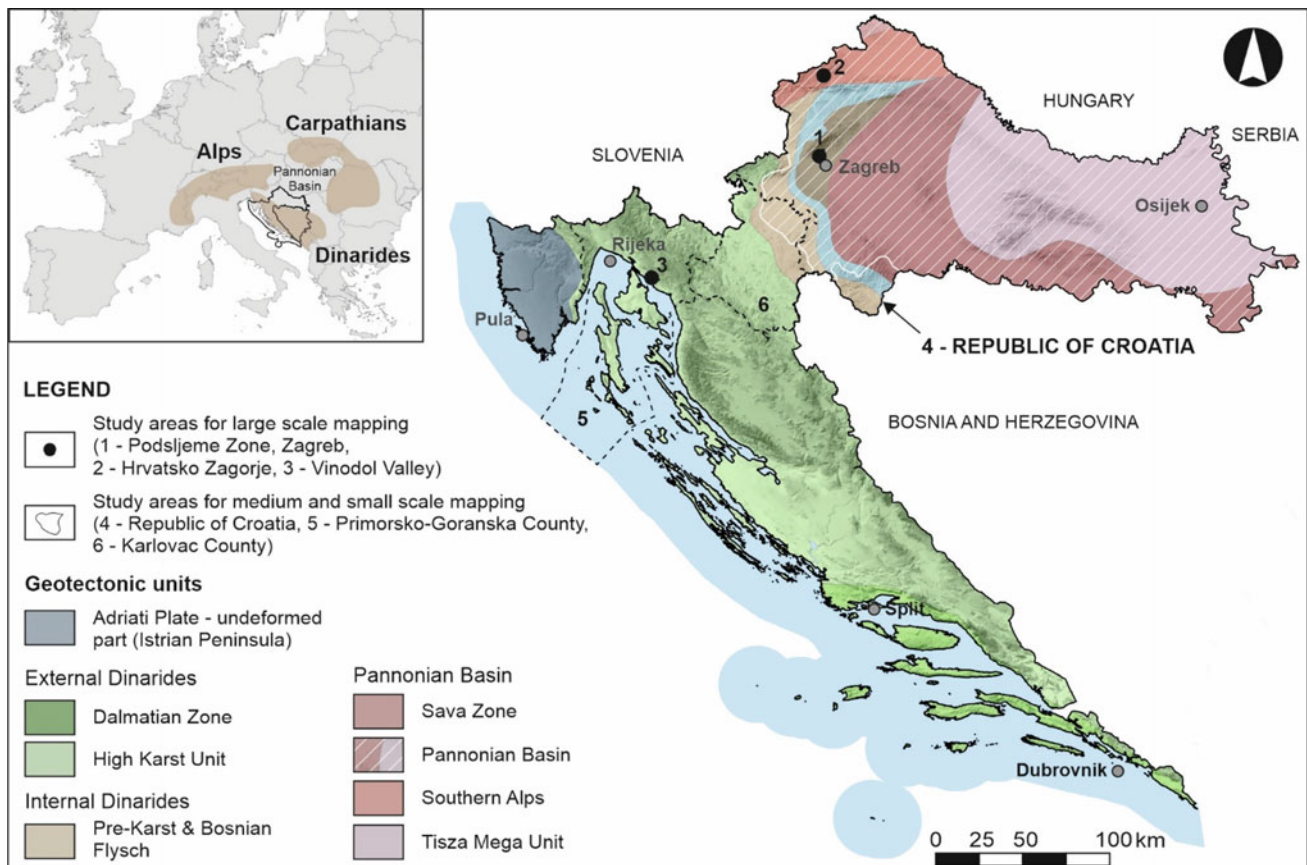 Carpathians
Alps
Pannonian
Basin
Dinarides
2
HUNGARY
SERBIA
SLOVENIA
1
Zagreb
Osijek
Rijeka
3
6
Pula
4 - REPUBLIC OF CROATIA
5
BOSNIA AND HERZEGOVINA
Split
Dubrovnik
0 25 50 100 km
LEGEND
Study areas for large scale mapping
(1 - Podsljeme Zone, Zagreb,
2 - Hrvatsko Zagorje, 3 - Vinodol Valley)
Study areas for medium and small scale mapping
(4 - Republic of Croatia, 5 - Primorsko-Goranska County,
6 - Karlovac County)
Geotectonic units
Adriati Plate - undeformed
part (Istrian Peninsula)
External Dinarides
Dalmatian Zone
High Karst Unit
Internal Dinarides
Pre-Karst & Bosnian
Flysch
Pannonian Basin
Sava Zone
Pannonian Basin
Southern Alps
Tisza Mega Unit